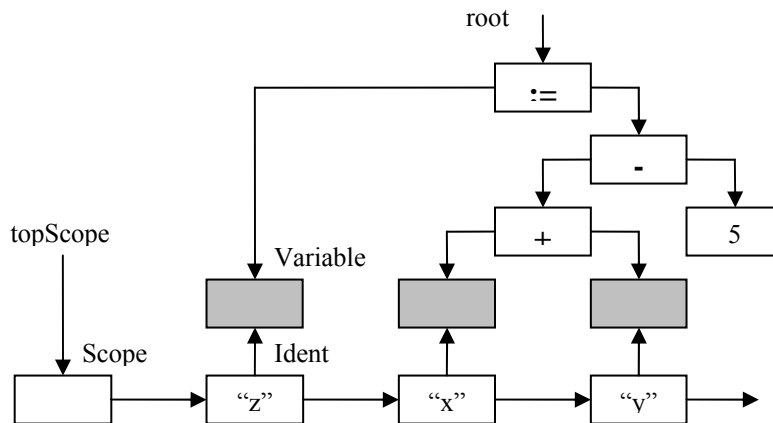 root
:=
-
topScope
+
5
Variable
Scope
Ident
“z”
“x”
“y”